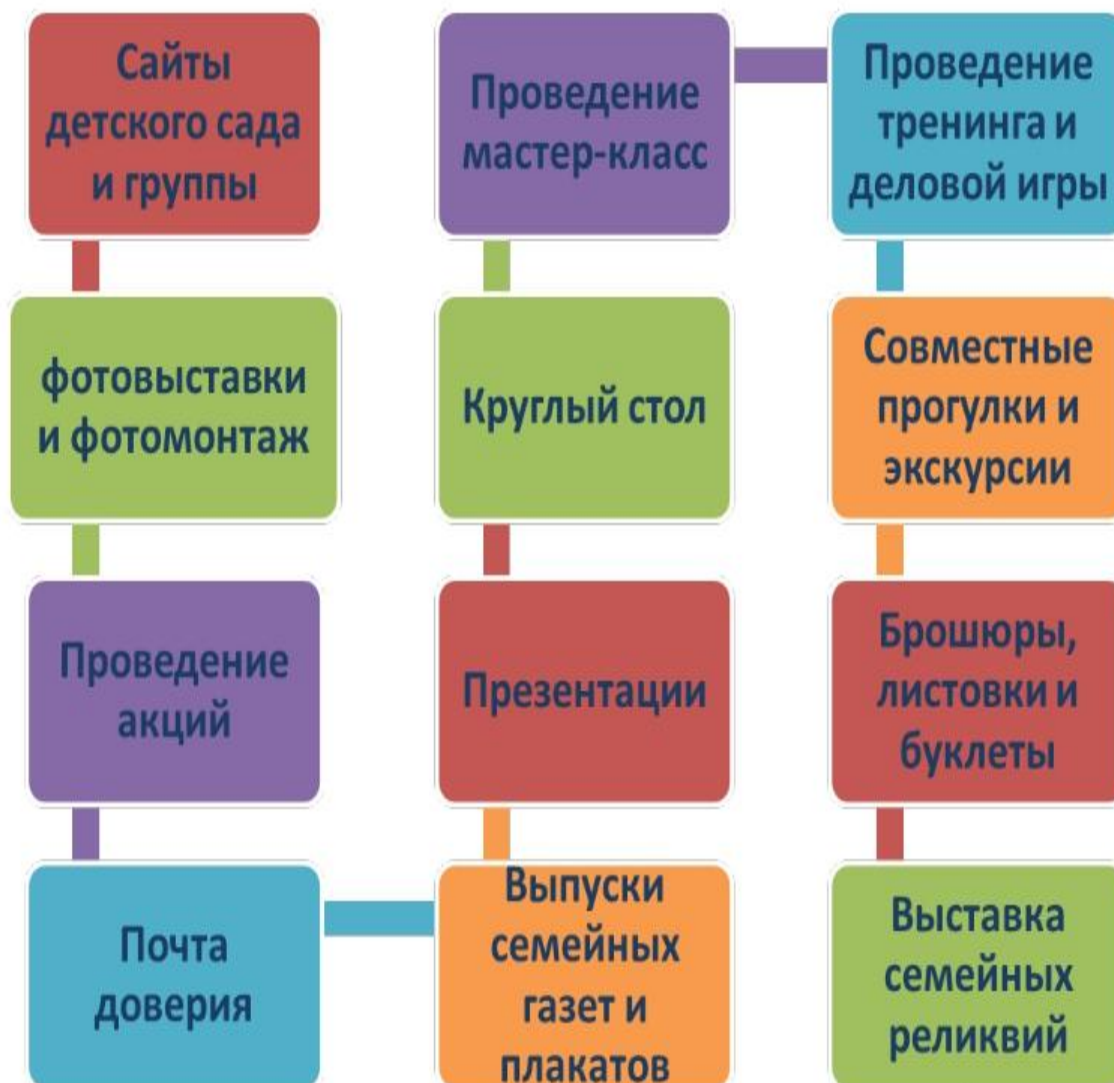 Сайты
детского сада
и группы
фотовыставки
и фотомонтаж
Проведение
акций
Почта
доверия
Выпуски
семейных
газет и
плакатов
Презентации
Круглый стол
Проведение
мастер-класс
Проведение
тренинга и
деловой игры
Совместные
прогулки и
экскурсии
Брошюры,
листовки и
буклеты
Выставка
семейных
реликвий